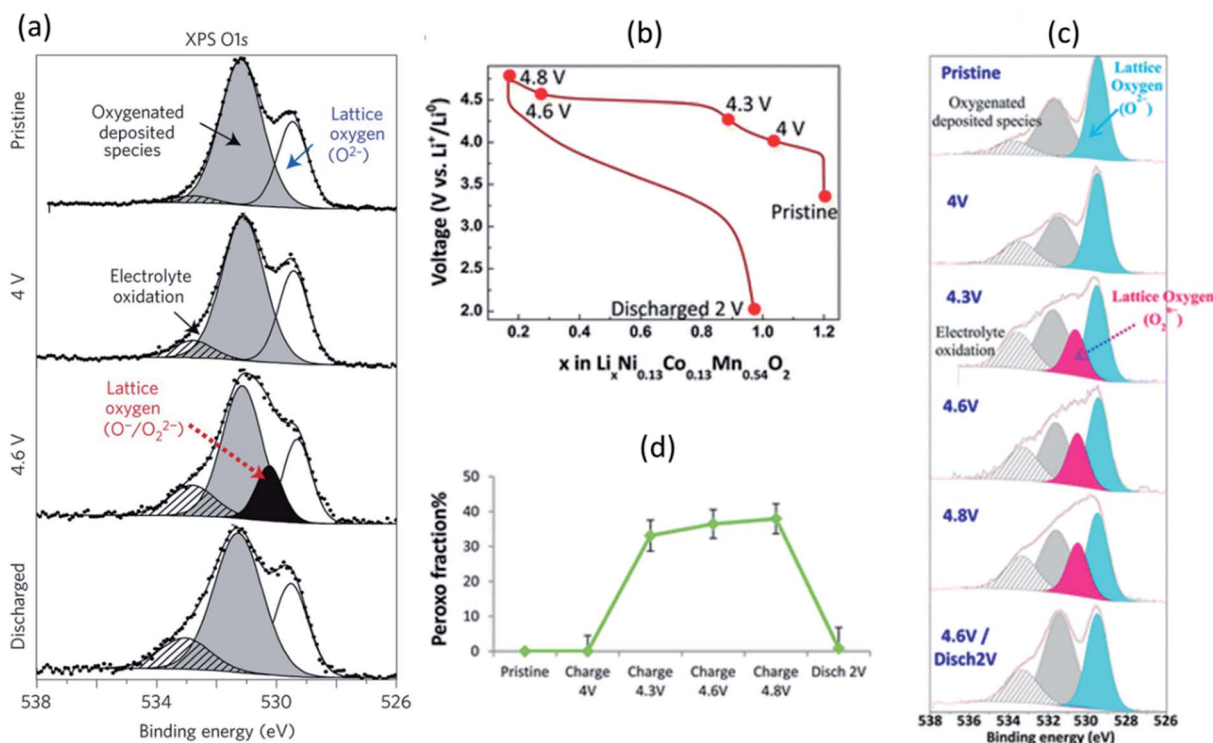 (a)
XPS O1s
Pristine
Oxygenated
deposited
species
Lattice
oxygen
(O²⁻)
4 V
Electrolyte
oxidation
4.6 V
Lattice
oxygen
(O⁻/O₂²⁻)
Discharged
538 534 530 526
Binding energy (eV)
(b)
Voltage (V vs. Li⁺/Li⁰)
4.5
4.0
3.5
3.0
2.5
2.0
4.8 V
4.6 V
4.3 V
4 V
Pristine
Discharged 2 V
0.2 0.4 0.6 0.8 1.0 1.2
x in LiₓNi₀.₁₃Co₀.₁₃Mn₀.₅₄O₂
(d)
Peroxo fraction%
50
40
30
20
10
0
Pristine Charge 4V Charge 4.3V Charge 4.6V Charge 4.8V Disch 2V
(c)
Pristine
Oxygenated
deposited species
Lattice
Oxygen
(O²⁻)
4V
4.3V
Lattice Oxygen
(O₂ⁿ⁻)
Electrolyte
oxidation
4.6V
4.8V
4.6V /
Disch2V
538 536 534 532 530 528 526
Binding energy (eV)